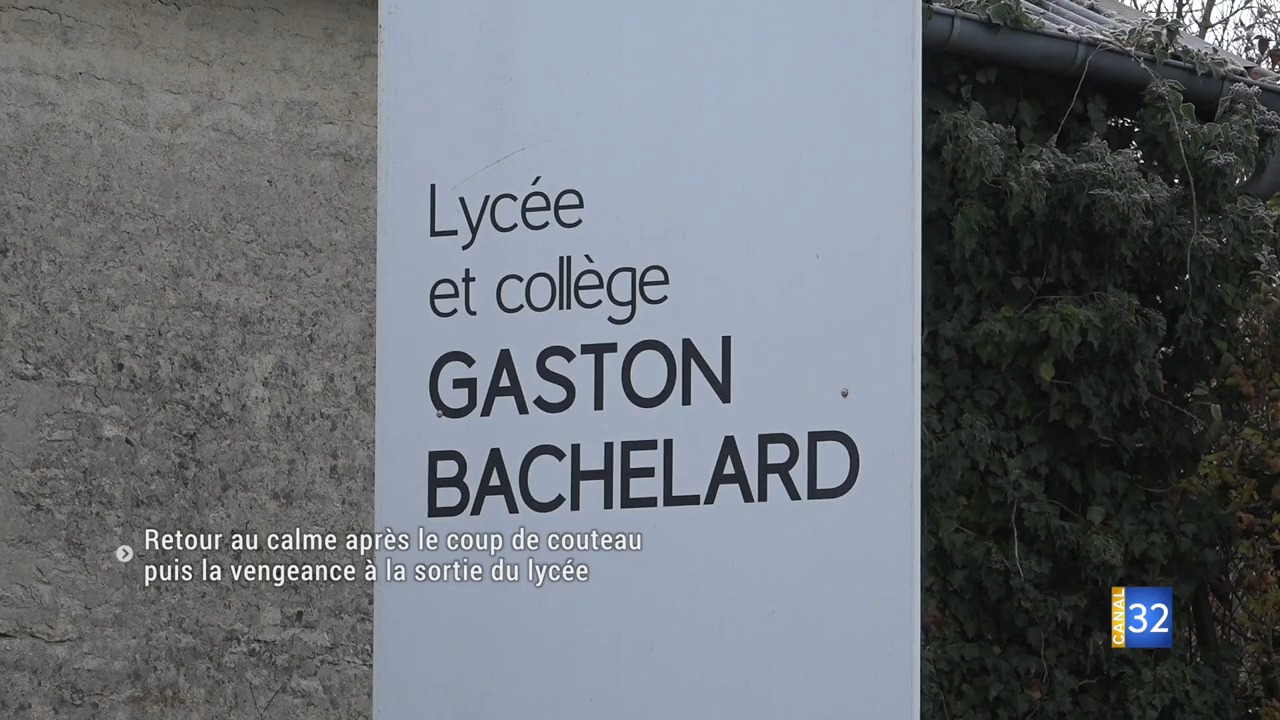 Lycée
et collège
GASTON
BACHELARD
Retour au calme après le coup de couteau
puis la vengeance à la sortie du lycée
CANAL 32